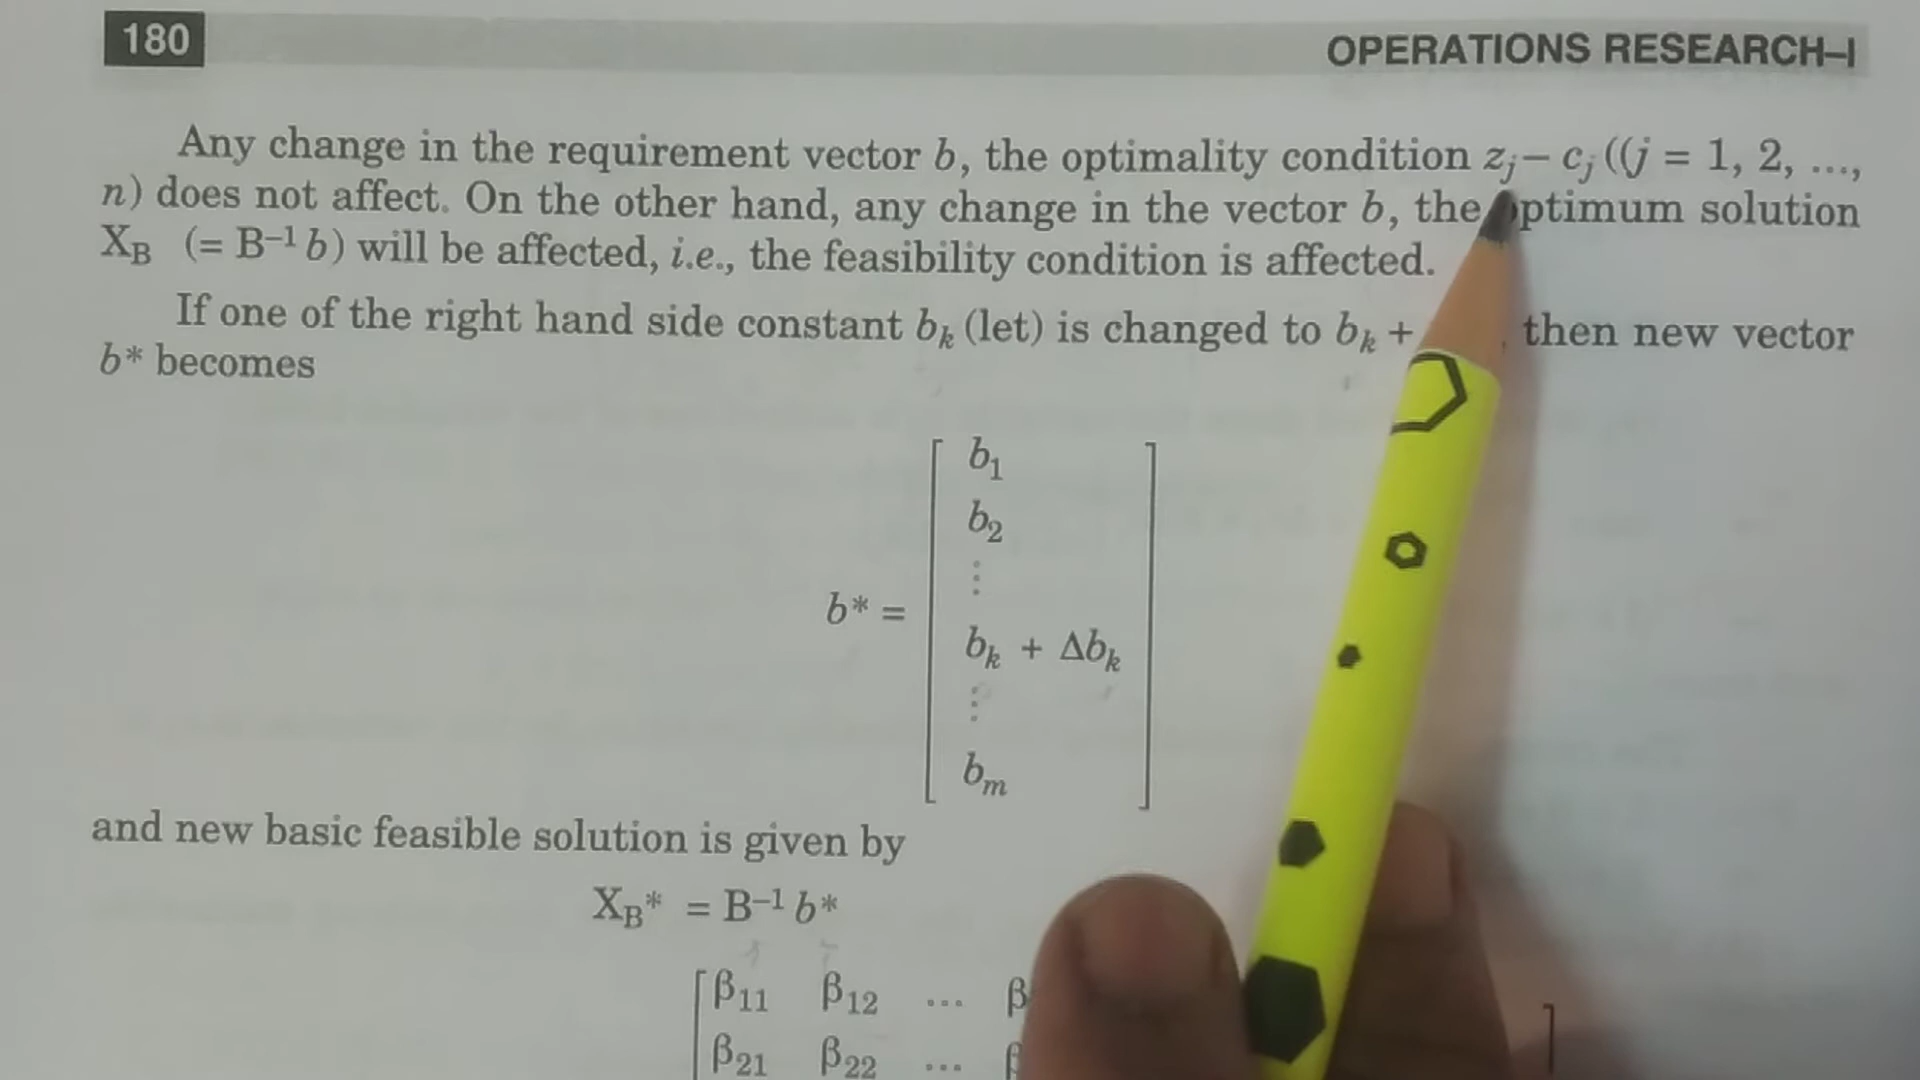 180
OPERATIONS RESEARCH–I
Any change in the requirement vector b, the optimality condition zj – cj ((j = 1, 2, ...,
n) does not affect. On the other hand, any change in the vector b, the optimum solution
XB (= B–1 b) will be affected, i.e., the feasibility condition is affected.
If one of the right hand side constant bk (let) is changed to bk + then new vector
b* becomes
b1
b2
⋮
b* =
bk + Δbk
⋮
bm
and new basic feasible solution is given by
XB* = B–1 b*
β11 β12 ... β
β21 β22 ...